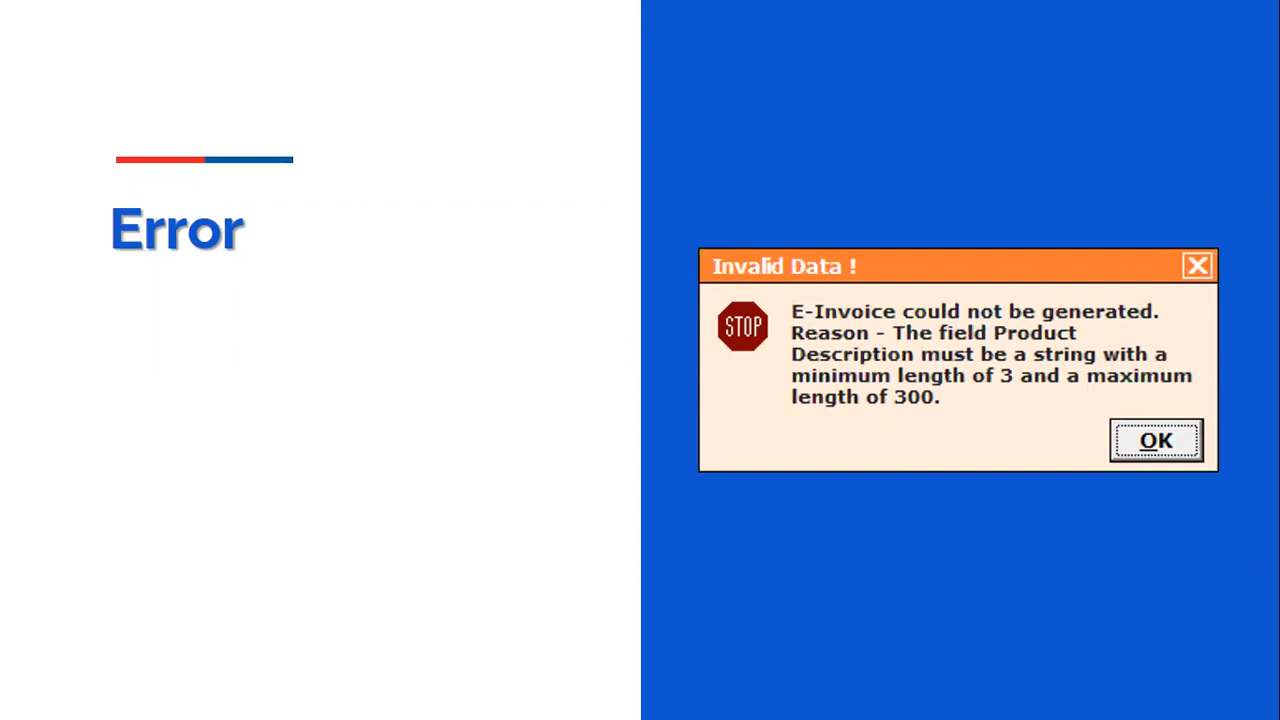 Error
Invalid Data !
STOP
E-Invoice could not be generated.
Reason - The field Product
Description must be a string with a
minimum length of 3 and a maximum
length of 300.
OK